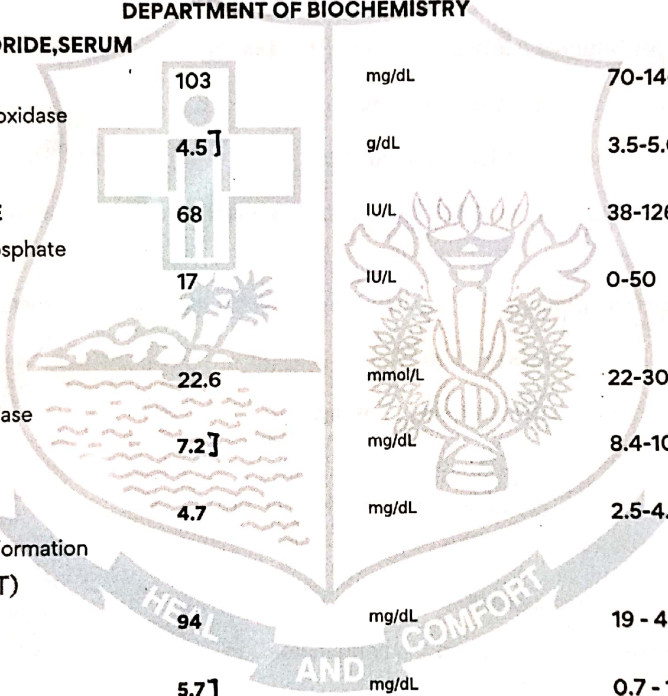 DEPARTMENT OF BIOCHEMISTRY
RIDE,SERUM
103 mg/dL 70-14
oxidase
4.5 g/dL 3.5-5.
68 IU/L 38-126
sphate
17 IU/L 0-50
22.6 mmol/L 22-30
ase
7.2 mg/dL 8.4-10
4.7 mg/dL 2.5-4.
ormation
T)
94 mg/dL 19 - 4
5.7 mg/dL 0.7 -
HEAL AND COMFORT